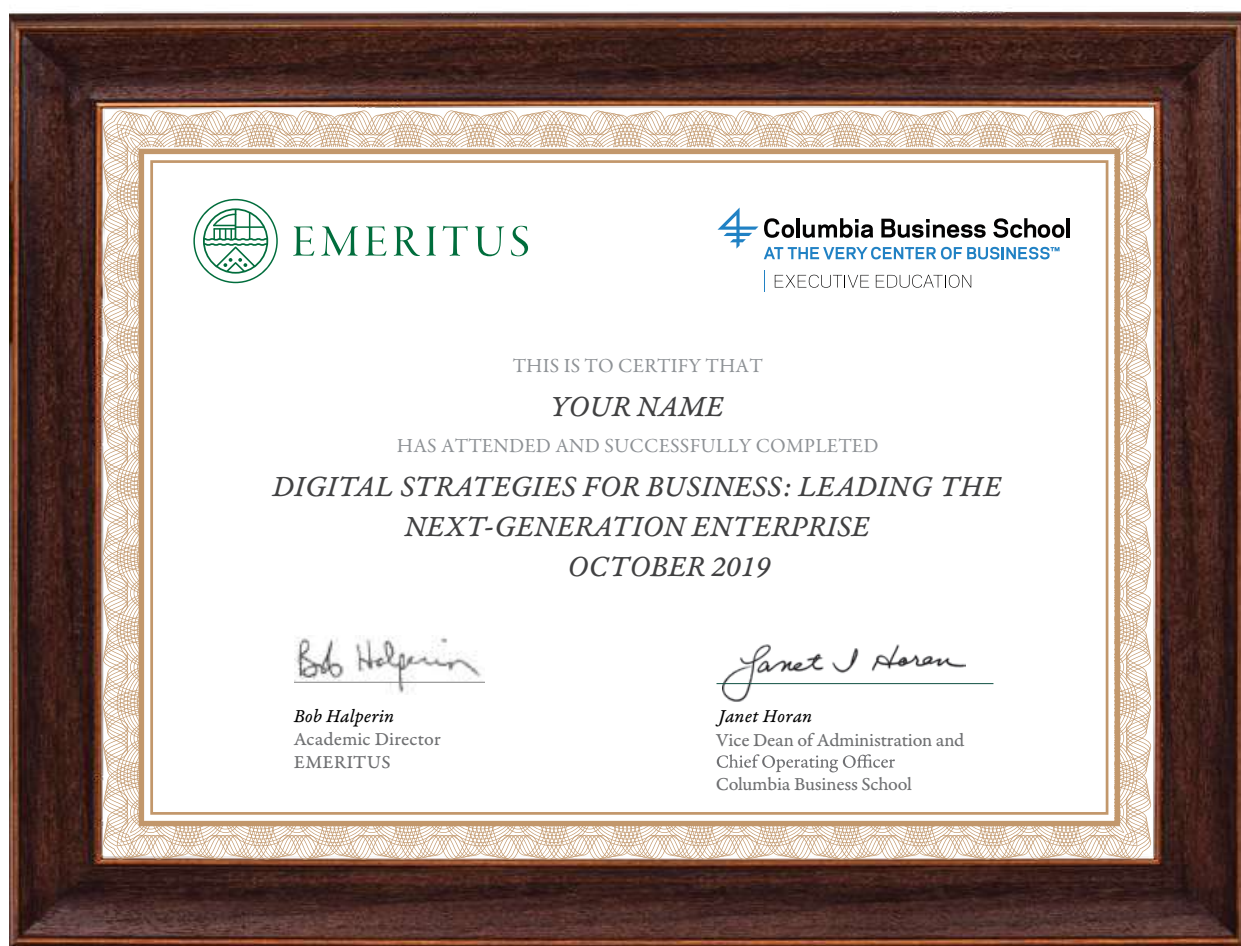 EMERITUS
Columbia Business School
AT THE VERY CENTER OF BUSINESS™
EXECUTIVE EDUCATION
THIS IS TO CERTIFY THAT
YOUR NAME
HAS ATTENDED AND SUCCESSFULLY COMPLETED
DIGITAL STRATEGIES FOR BUSINESS: LEADING THE
NEXT-GENERATION ENTERPRISE
OCTOBER 2019
Bob Halperin
Janet J Horan
Bob Halperin
Academic Director
EMERITUS
Janet Horan
Vice Dean of Administration and
Chief Operating Officer
Columbia Business School